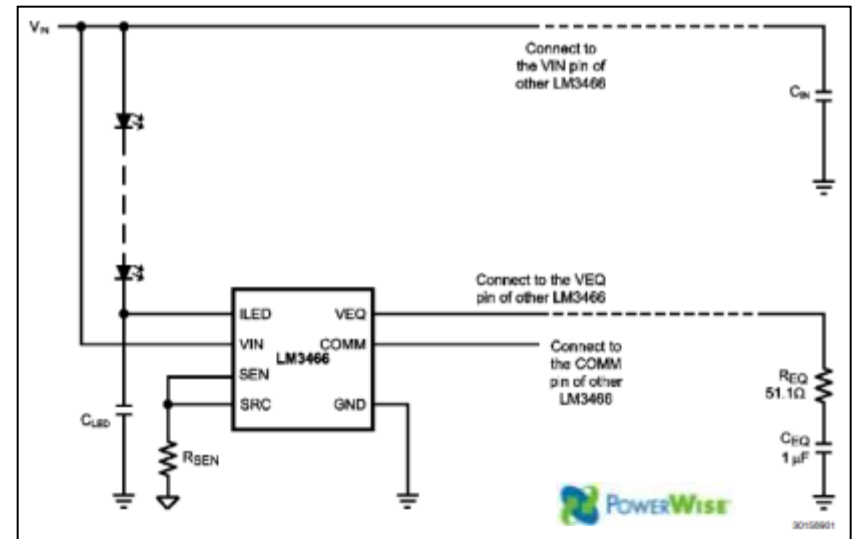 VIN
Connect to
the VIN pin of
other LM3466
CIN
Connect to the VEQ
pin of other LM3466
ILED
VEQ
VIN
COMM
LM3466
SEN
SRC
GND
Connect to
the COMM
pin of other
LM3466
REQ
51.1Ω
CEQ
1 µF
CLED
RSEN
POWERWISE
30158901